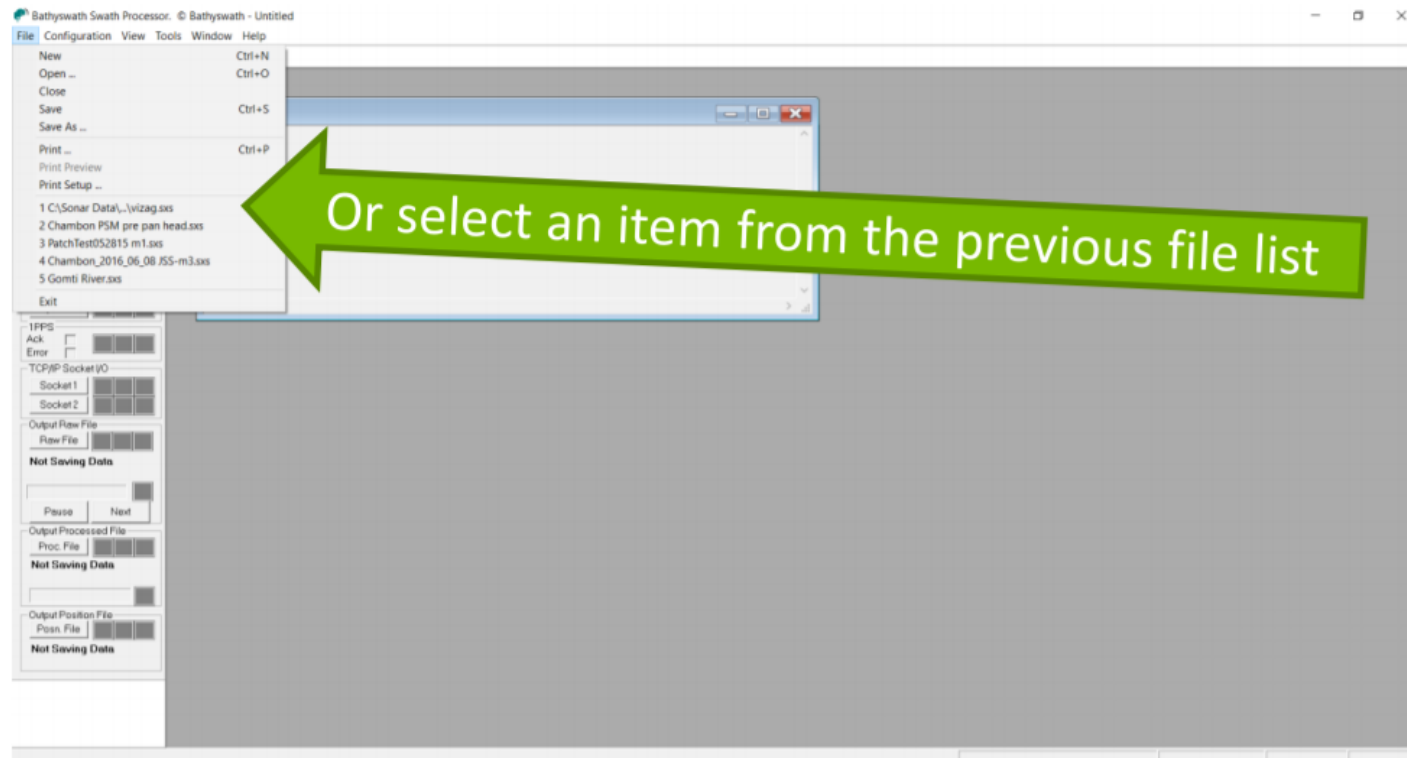 Bathyswath Swath Processor. © Bathyswath - Untitled
File Configuration View Tools Window Help
New Ctrl+N
Open ... Ctrl+O
Close
Save Ctrl+S
Save As ...
Print ... Ctrl+P
Print Preview
Print Setup ...
1 C:\Sonar Data\...\vizag.sxs
2 Chambon PSM pre pan head.sxs
3 PatchTest052815 m1.sxs
4 Chambon_2016_06_08 JSS-m3.sxs
5 Gomti River.sxs
Exit
Or select an item from the previous file list
1PPS
Ack
Error
TCP/IP Socket I/O
Socket 1
Socket 2
Output Raw File
Raw File
Not Saving Data
Pause Next
Output Processed File
Proc. File
Not Saving Data
Output Position File
Posn. File
Not Saving Data